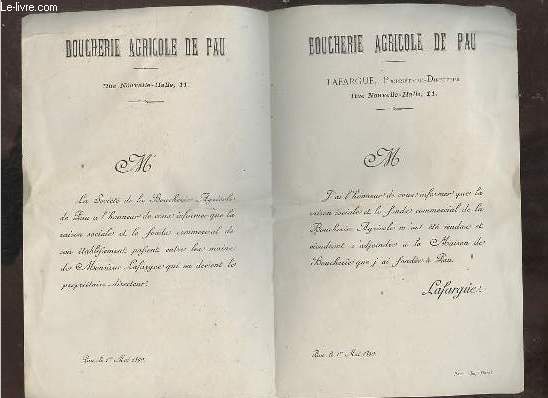 Le-livre.com
BOUCHERIE AGRICOLE DE PAU
Rue Nouvelle-Halle, 11.
M
La Société de la Boucherie Agricole
de Pau a l'honneur de vous informer que la
raison sociale et le fonds commercial de
son établissement passent entre les mains
de Monsieur Lafargue qui en devient le
propriétaire directeur.
Pau, le 1er Mai
BOUCHERIE AGRICOLE DE PAU
LAFARGUE, Propriétaire-Directeur
Rue Nouvelle-Halle, 11.
M
J'ai l'honneur de vous informer que la
raison sociale et le fonds commercial de la
Boucherie Agricole m'ont été vendus et
viendront s'adjoindre à la Maison de
Boucherie que j'ai fondée à Pau.
Lafargue.
Pau, le 1er Mai